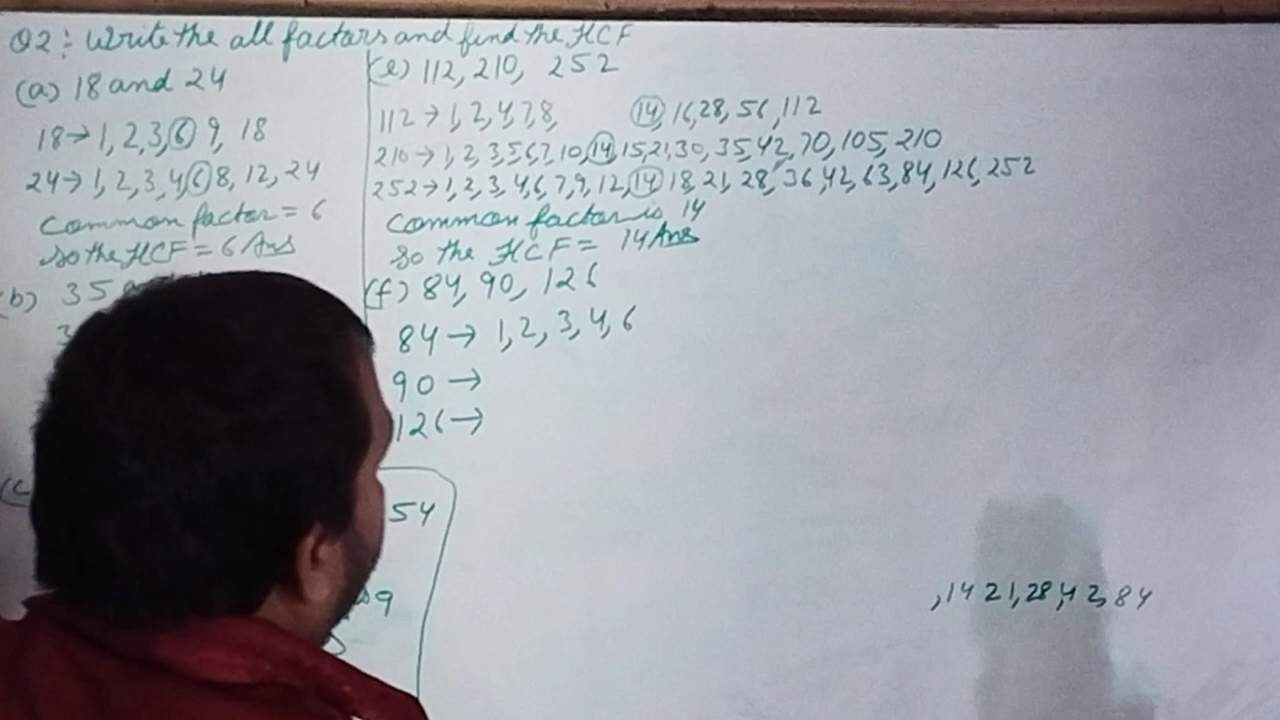 Q2 : Write the all factors and find the HCF
(a) 18 and 24
18 → 1, 2, 3, 6 9, 18
24 → 1, 2, 3, 4, 6 8, 12, 24
Common factor = 6
so the HCF = 6 Ans
(b) 35
(c
(e) 112, 210, 252
112 → 1, 2, 4, 7, 8, 14, 16, 28, 56, 112
210 → 1, 2, 3, 5, 6, 7, 10, 14, 15, 21, 30, 35, 42, 70, 105, 210
252 → 1, 2, 3, 4, 6, 7, 9, 12, 14 18, 21, 28, 36, 42, 63, 84, 126, 252
Common factor is 14
so the HCF = 14 Ans
(f) 84, 90, 126
84 → 1, 2, 3, 4, 6
90 →
126 →
54
9
, 14 21, 28, 42, 84